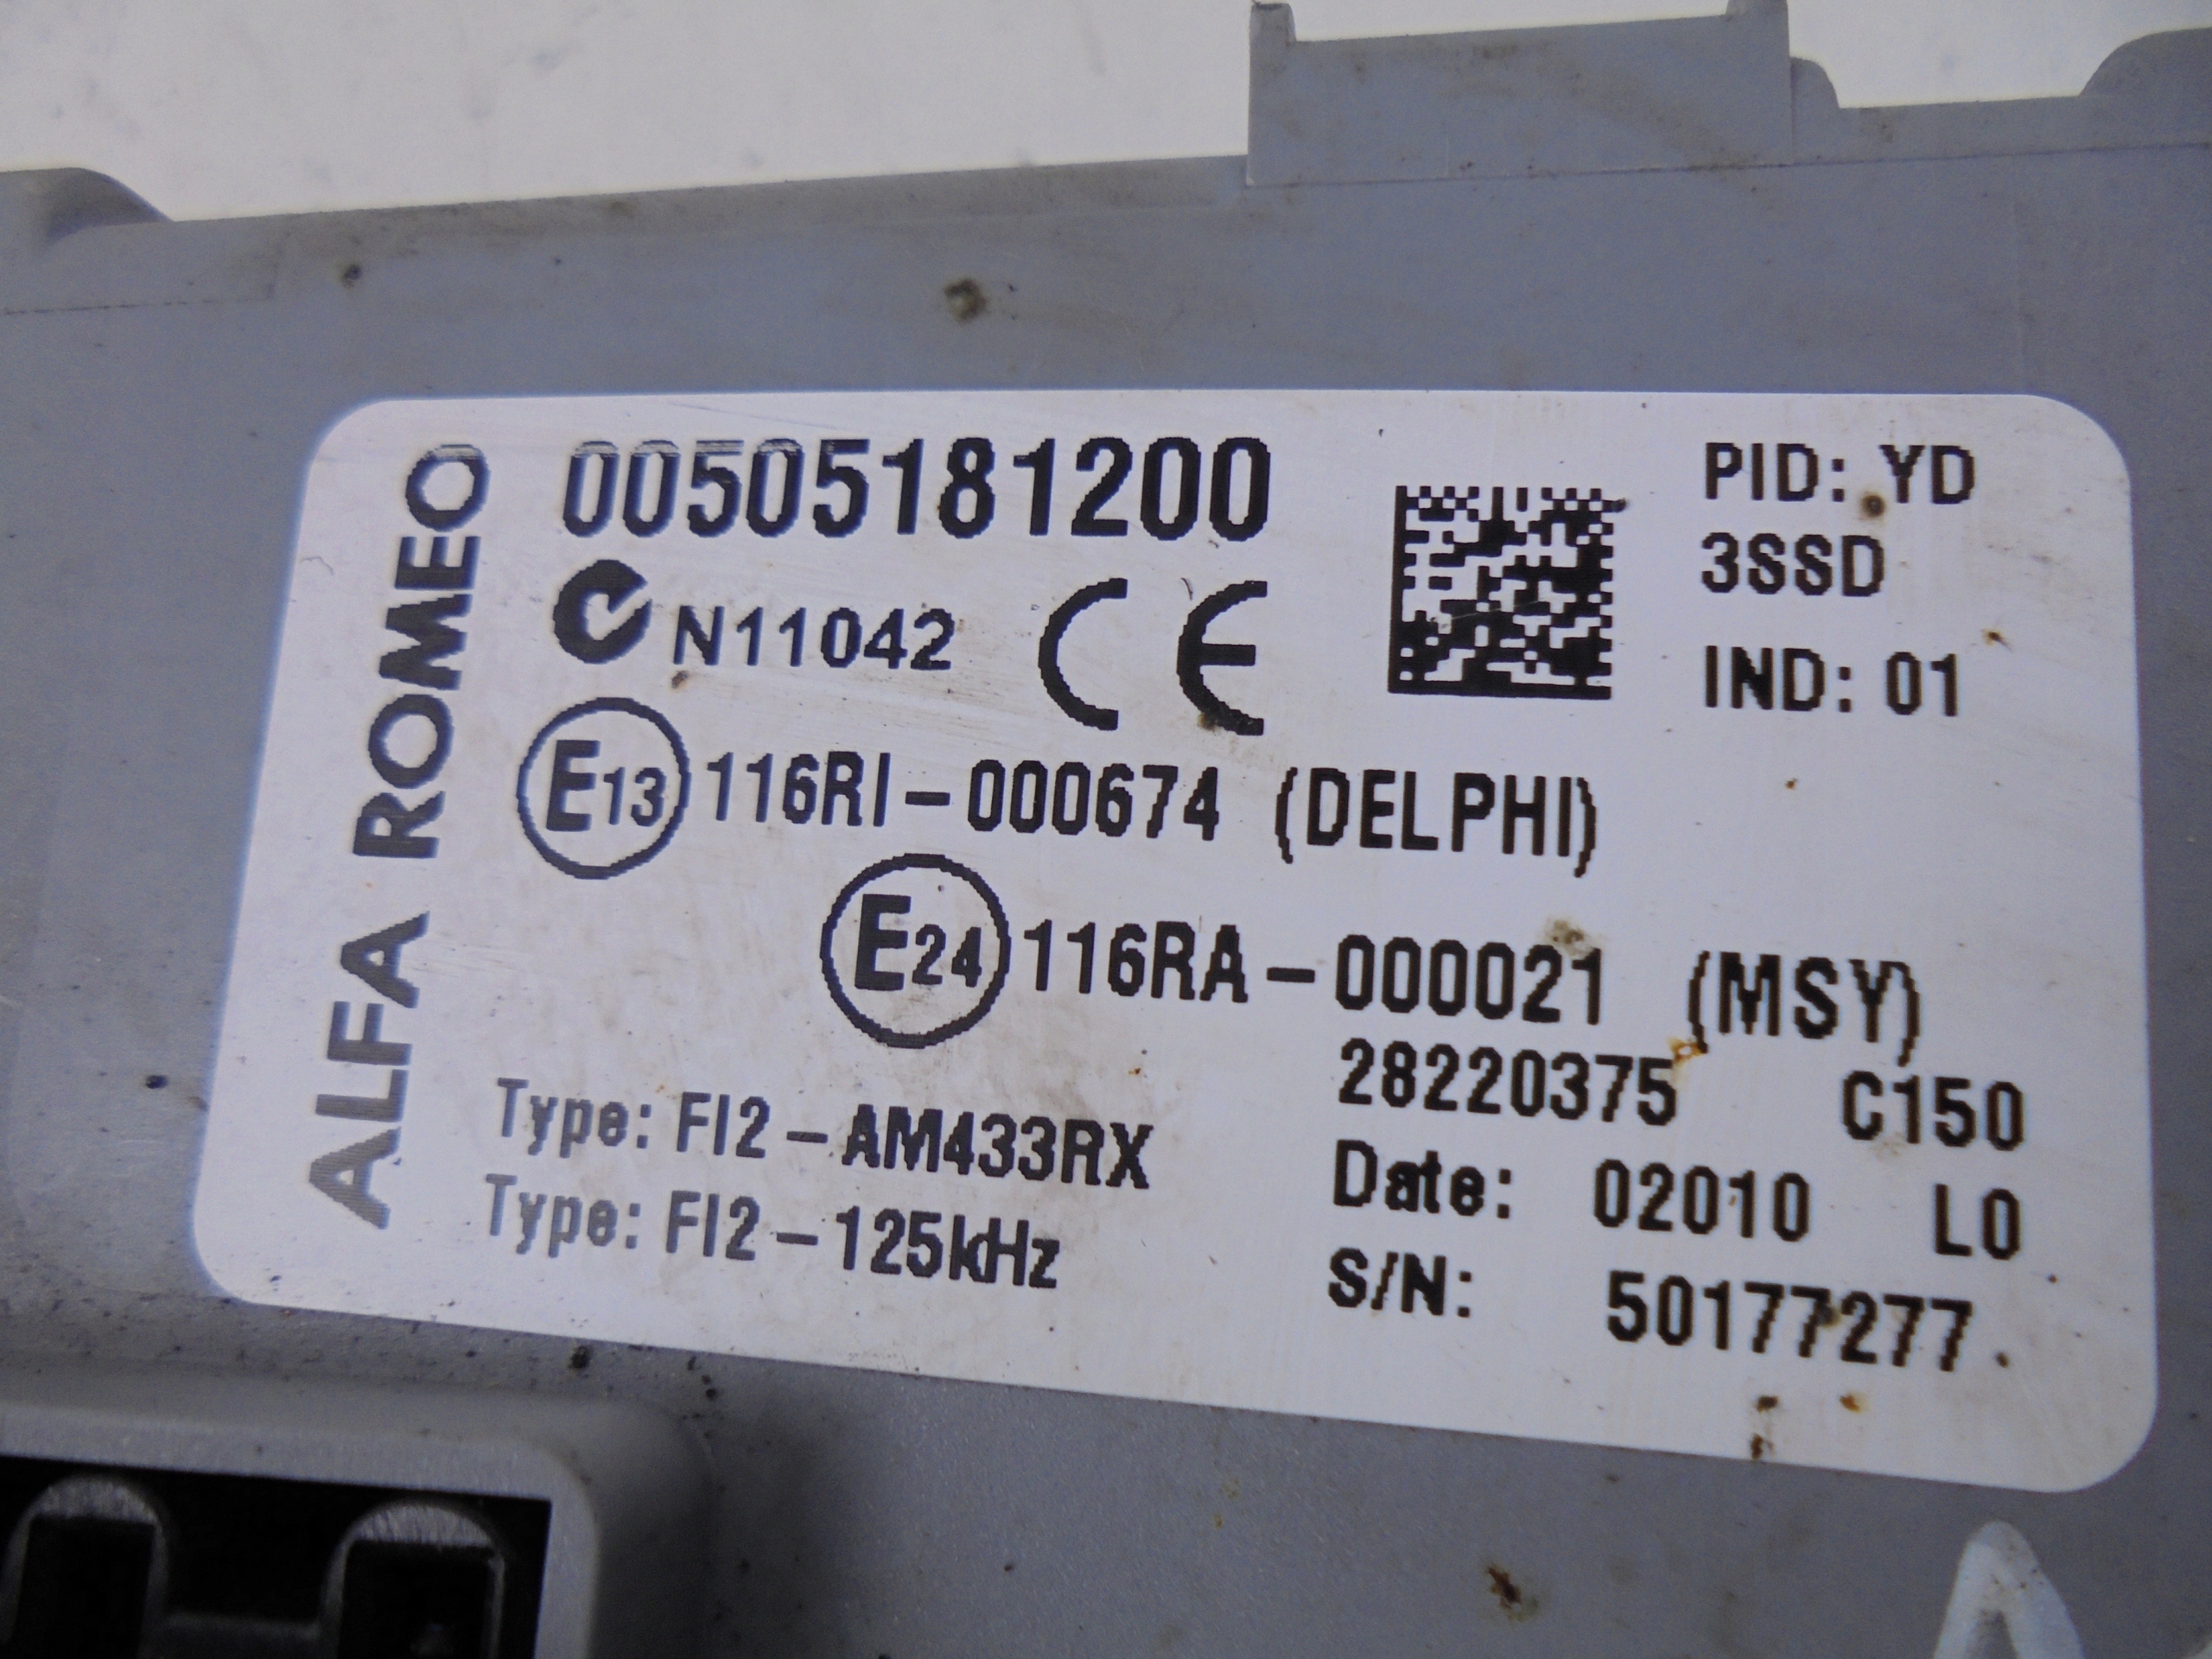 ALFA ROMEO
00505181200
PID: YD
3SSD
N11042 CE
IND: 01
E13 116RI-000674 (DELPHI)
E24 116RA-000021 (MSY)
28220375 C150
Type: FI2-AM433RX
Date: 02010 L0
Type: FI2-125kHz
S/N: 50177277